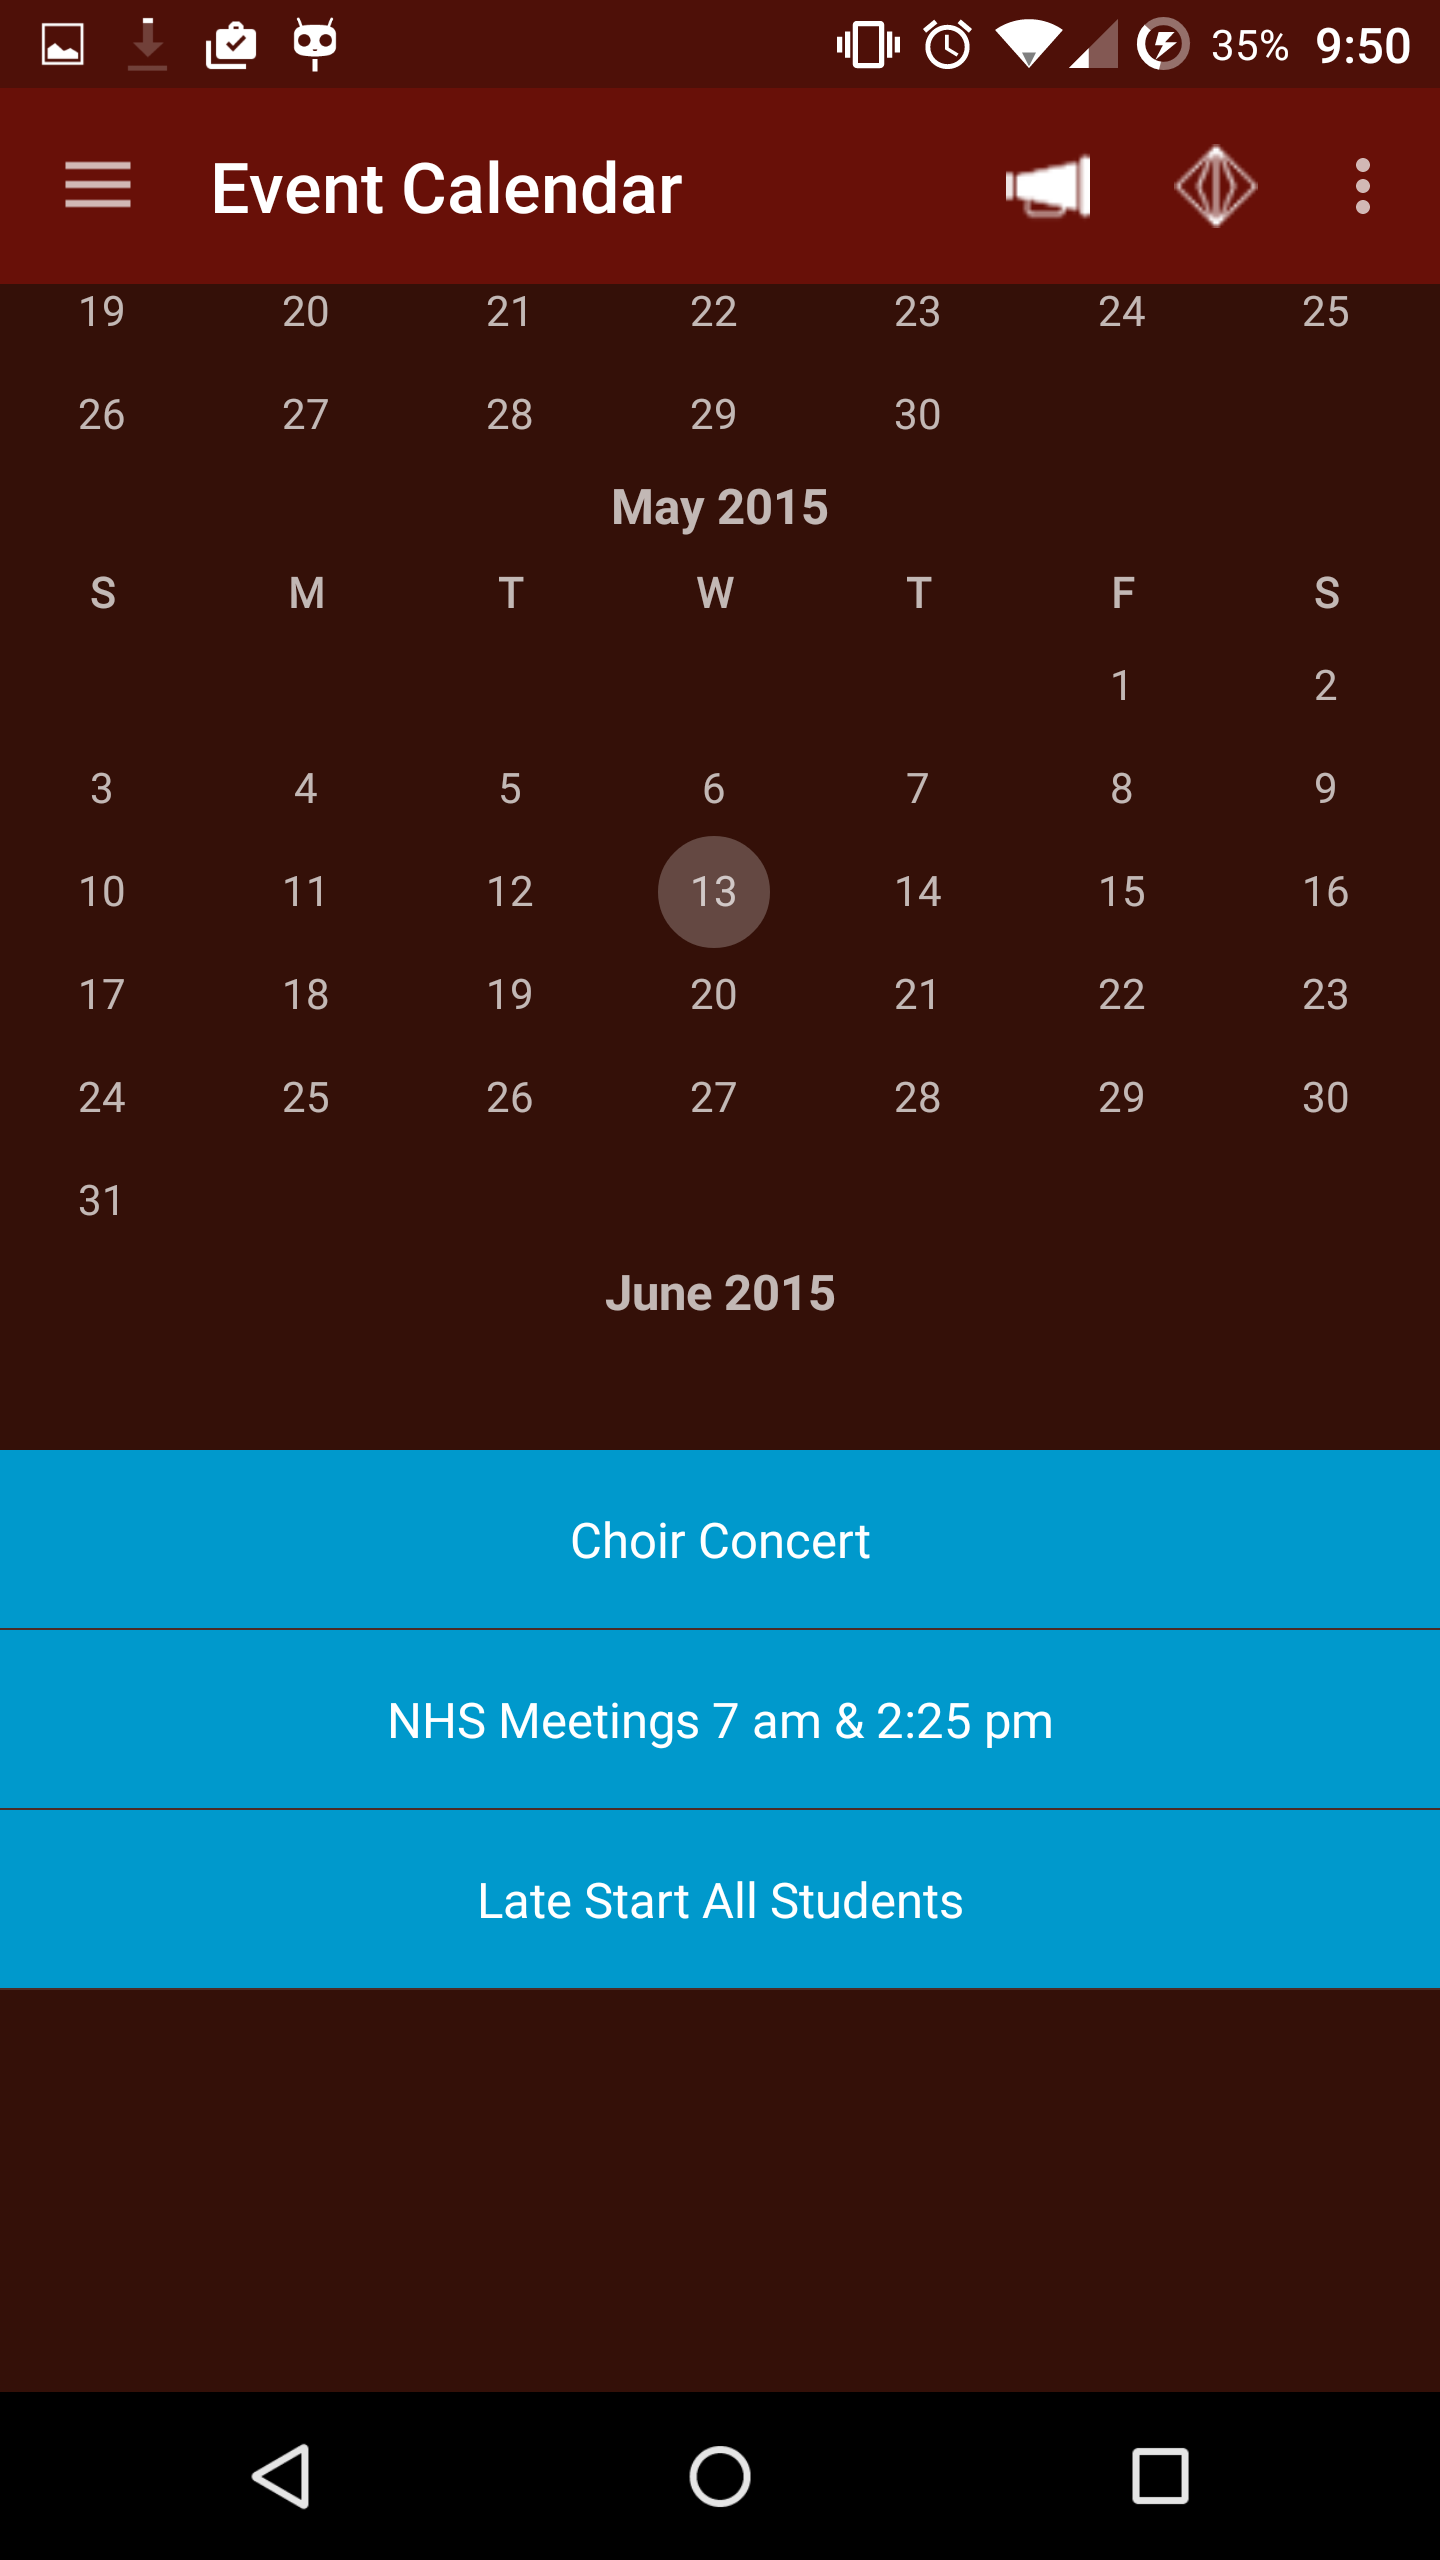 35% 9:50
Event Calendar
19 20 21 22 23 24 25
26 27 28 29 30
May 2015
S M T W T F S
1 2
3 4 5 6 7 8 9
10 11 12 13 14 15 16
17 18 19 20 21 22 23
24 25 26 27 28 29 30
31
June 2015
Choir Concert
NHS Meetings 7 am & 2:25 pm
Late Start All Students